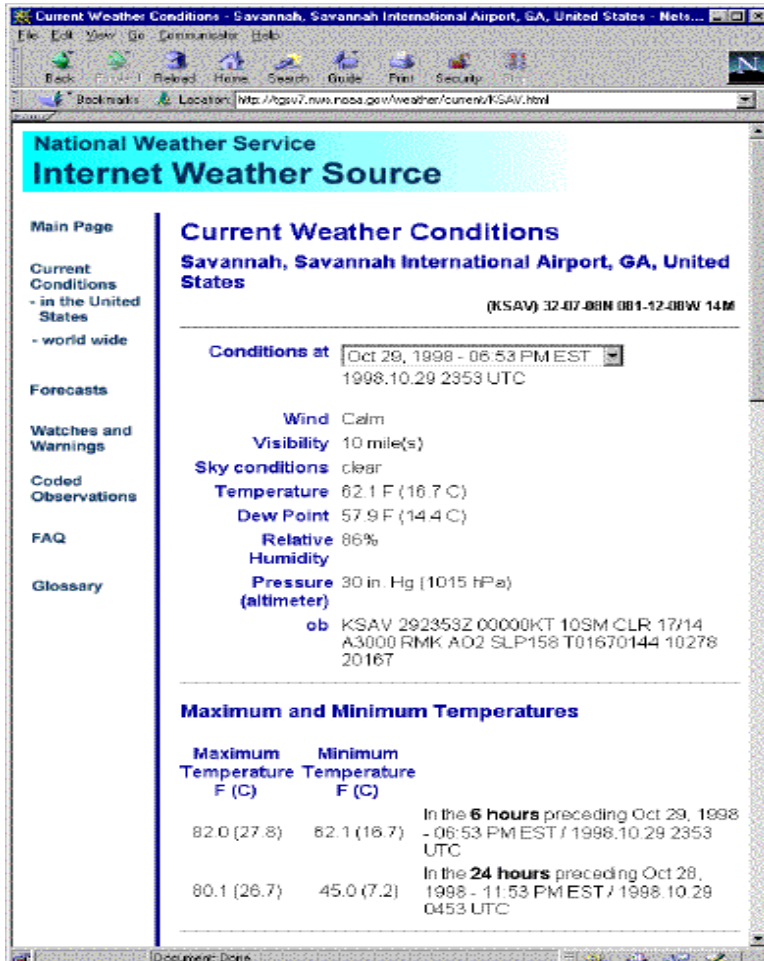 Current Weather Conditions - Savannah, Savannah International Airport, GA, United States - Nets...
File Edit View Go Communicator Help
Back Reload Home Search Guide Print Security
Bookmarks Location: http://tgsv7.nws.noaa.gov/weather/current/KSAV.html
National Weather Service
Internet Weather Source
Main Page
Current
Conditions
- in the United
States
- world wide
Forecasts
Watches and
Warnings
Coded
Observations
FAQ
Glossary
Current Weather Conditions
Savannah, Savannah International Airport, GA, United
States
(KSAV) 32-07-08N 081-12-08W 14M
Conditions at Oct 29, 1998 - 06:53 PM EST
1998.10.29 2353 UTC
Wind Calm
Visibility 10 mile(s)
Sky conditions clear
Temperature 62.1 F (16.7 C)
Dew Point 57.9 F (14.4 C)
Relative 86%
Humidity
Pressure 30 in. Hg (1015 hPa)
(altimeter)
ob KSAV 292353Z 00000KT 10SM CLR 17/14
A3000 RMK AO2 SLP158 T01670144 10278
20167
Maximum and Minimum Temperatures
Maximum Minimum
Temperature Temperature
F (C) F (C)
82.0 (27.8) 62.1 (16.7) In the 6 hours preceding Oct 29, 1998
- 06:53 PM EST / 1998.10.29 2353
UTC
80.1 (26.7) 45.0 (7.2) In the 24 hours preceding Oct 28,
1998 - 11:53 PM EST / 1998.10.29
0453 UTC
Document: Done